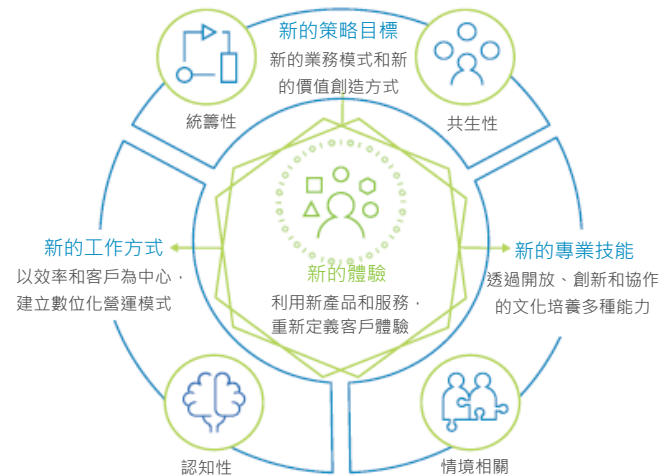 新的策略目標
新的業務模式和新
的價值創造方式
統籌性
共生性
新的工作方式
以效率和客戶為中心，
建立數位化營運模式
新的體驗
利用新產品和服務，
重新定義客戶體驗
新的專業技能
透過開放、創新和協作
的文化培養多種能力
認知性
情境相關